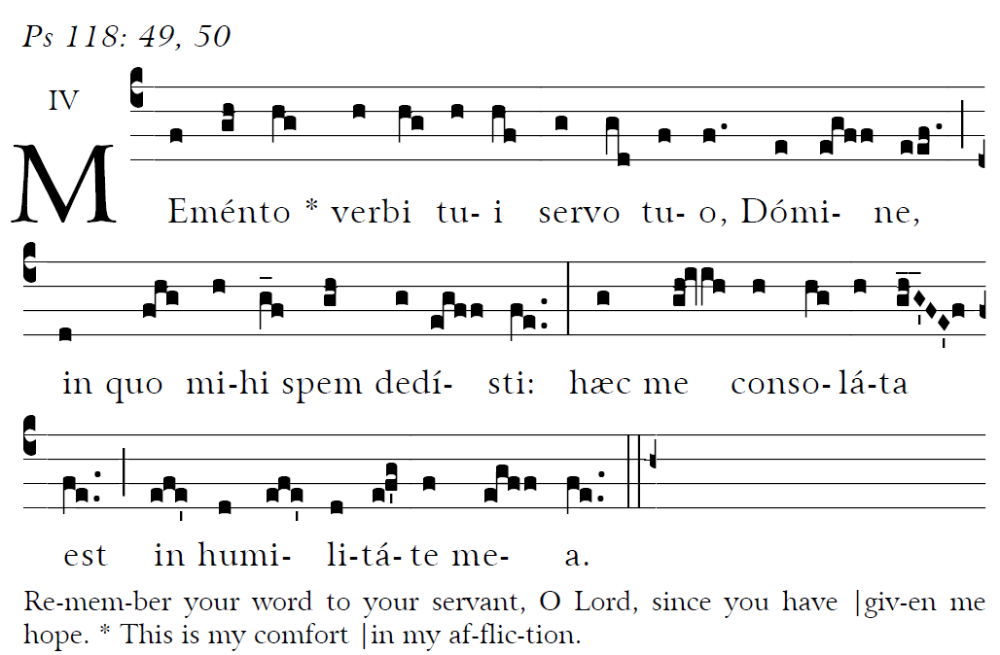 Ps 118: 49, 50
IV
MEménto * verbi tu- i servo tu- o, Dómi- ne,
in quo mi-hi spem dedí- sti: hæc me conso-lá-ta
est in humi- li-tá-te me- a.
Re-mem-ber your word to your servant, O Lord, since you have |giv-en me
hope. * This is my comfort |in my af-flic-tion.